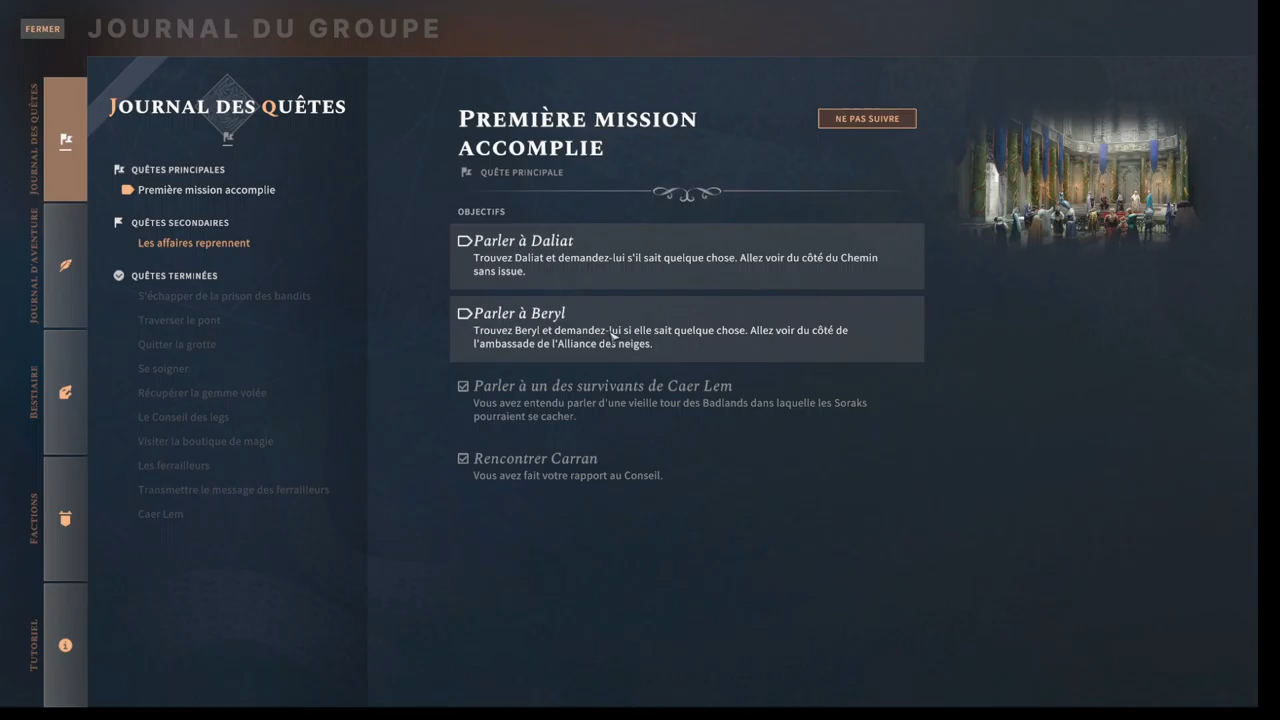 FERMER
JOURNAL DU GROUPE
JOURNAL DES QUÊTES
JOURNAL D'AVENTURE
BESTIAIRE
FACTIONS
TUTORIEL
JOURNAL DES QUÊTES
QUÊTES PRINCIPALES
Première mission accomplie
QUÊTES SECONDAIRES
Les affaires reprennent
QUÊTES TERMINÉES
S'échapper de la prison des bandits
Traverser le pont
Quitter la grotte
Se soigner
Récupérer la gemme volée
Le Conseil des legs
Visiter la boutique de magie
Les ferrailleurs
Transmettre le message des ferrailleurs
Caer Lem
PREMIÈRE MISSION
ACCOMPLIE
NE PAS SUIVRE
QUÊTE PRINCIPALE
OBJECTIFS
Parler à Daliat
Trouvez Daliat et demandez-lui s'il sait quelque chose. Allez voir du côté du Chemin
sans issue.
Parler à Beryl
Trouvez Beryl et demandez-lui si elle sait quelque chose. Allez voir du côté de
l'ambassade de l'Alliance des neiges.
Parler à un des survivants de Caer Lem
Vous avez entendu parler d'une vieille tour des Badlands dans laquelle les Soraks
pourraient se cacher.
Rencontrer Carran
Vous avez fait votre rapport au Conseil.